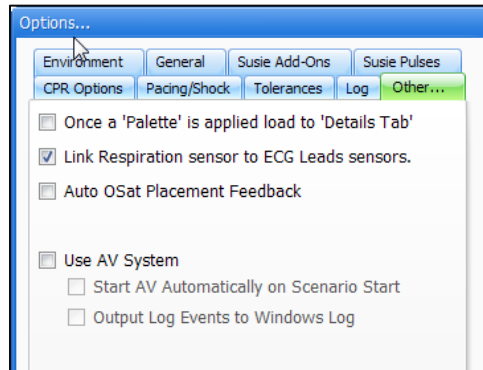 Options...
Environment General Susie Add-Ons Susie Pulses
CPR Options Pacing/Shock Tolerances Log Other...
Once a 'Palette' is applied load to 'Details Tab'
Link Respiration sensor to ECG Leads sensors.
Auto OSat Placement Feedback
Use AV System
Start AV Automatically on Scenario Start
Output Log Events to Windows Log